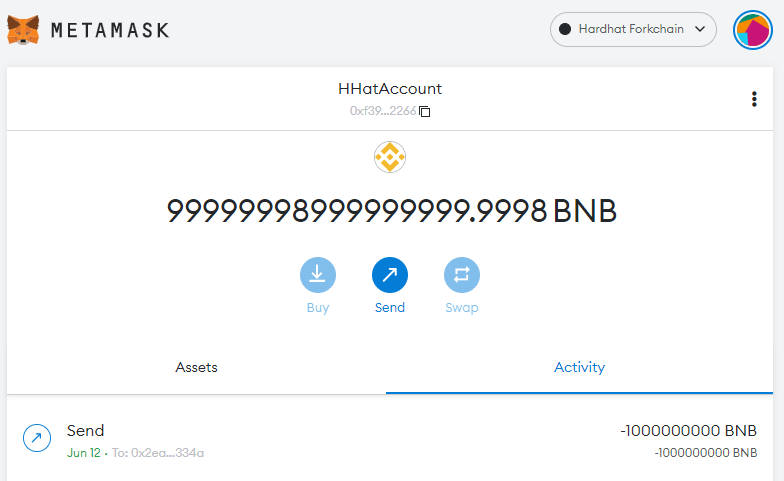 METAMASK
Hardhat Forkchain
HHatAccount
0xf39...2266
99999998999999999.9998 BNB
Buy
Send
Swap
Assets
Activity
Send
-1000000000 BNB
Jun 12 · To: 0x2ea...334a
-1000000000 BNB